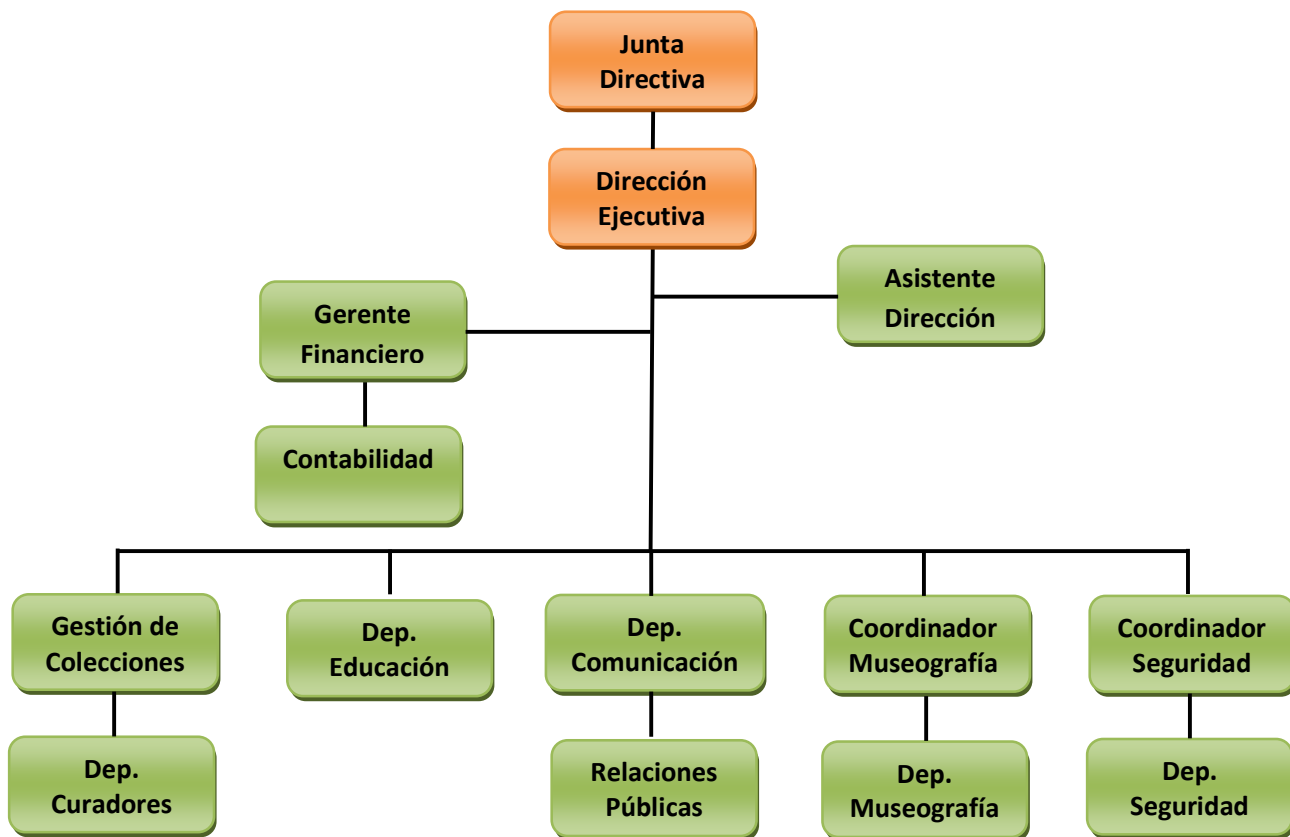 Junta
Directiva
Dirección
Ejecutiva
Asistente
Dirección
Gerente
Financiero
Contabilidad
Gestión de
Colecciones
Dep.
Educación
Dep.
Comunicación
Coordinador
Museografía
Coordinador
Seguridad
Dep.
Curadores
Relaciones
Públicas
Dep.
Museografía
Dep.
Seguridad